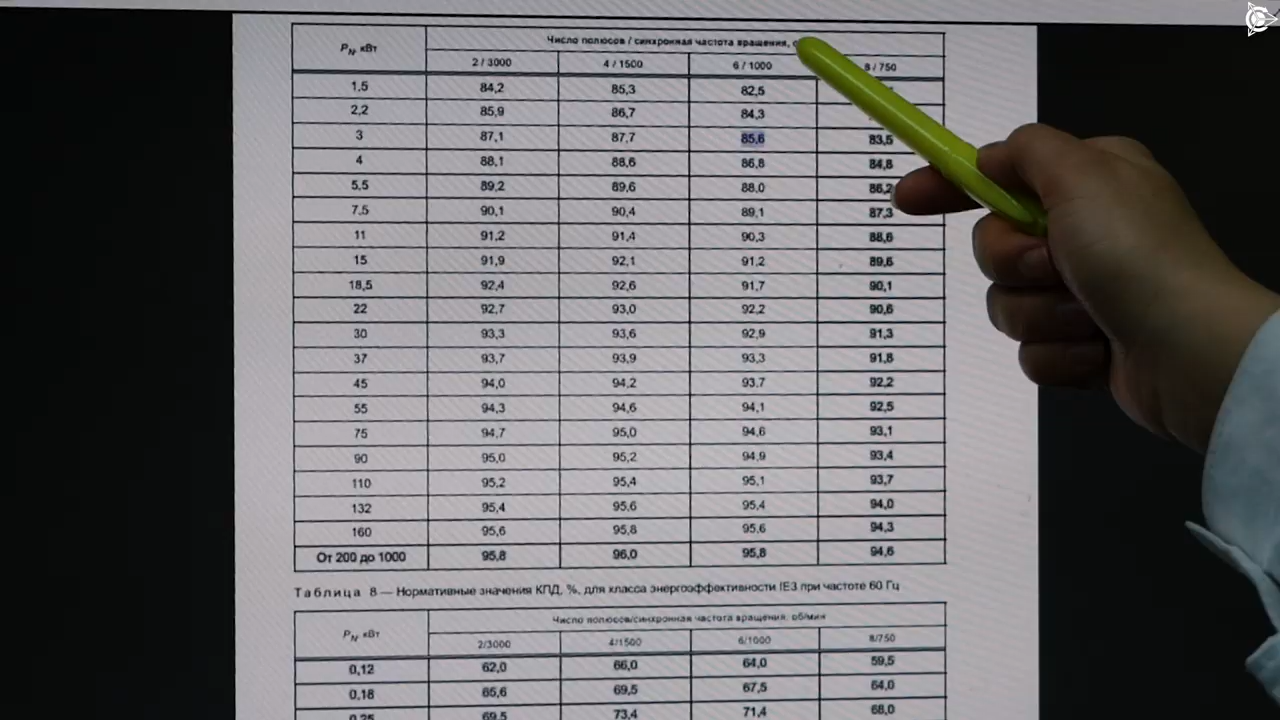 P_N, кВт Число полюсов / синхронная частота вращения,
2 / 3000 4 / 1500 6 / 1000 8 / 750
1,5 84,2 85,3 82,5
2,2 85,9 86,7 84,3
3 87,1 87,7 85,6 83,5
4 88,1 88,6 86,8 84,8
5,5 89,2 89,6 88,0 86,2
7,5 90,1 90,4 89,1 87,3
11 91,2 91,4 90,3 88,6
15 91,9 92,1 91,2 89,6
18,5 92,4 92,6 91,7 90,1
22 92,7 93,0 92,2 90,6
30 93,3 93,6 92,9 91,3
37 93,7 93,9 93,3 91,8
45 94,0 94,2 93,7 92,2
55 94,3 94,6 94,1 92,5
75 94,7 95,0 94,6 93,1
90 95,0 95,2 94,9 93,4
110 95,2 95,4 95,1 93,7
132 95,4 95,6 95,4 94,0
160 95,6 95,8 95,6 94,3
От 200 до 1000 95,8 96,0 95,8 94,6
Таблица 8 — Нормативные значения КПД, %, для класса энергоэффективности IE3 при частоте 60 Гц
P_N, кВт Число полюсов/синхронная частота вращения, об/мин
2/3000 4/1500 6/1000 8/750
0,12 62,0 66,0 64,0 59,5
0,18 65,6 69,5 67,5 64,0
0,25 69,5 73,4 71,4 68,0